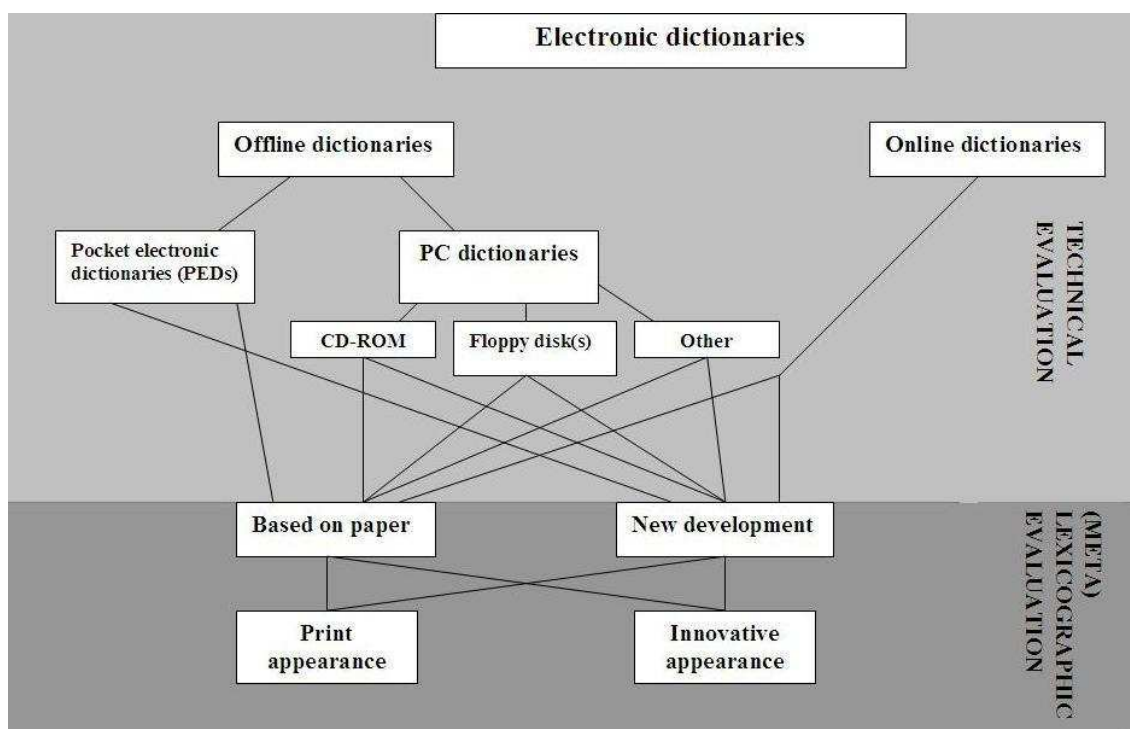 Electronic dictionaries
Offline dictionaries
Online dictionaries
Pocket electronic
dictionaries (PEDs)
PC dictionaries
TECHNICAL
EVALUATION
CD-ROM
Floppy disk(s)
Other
Based on paper
New development
(META)
LEXICOGRAPHIC
EVALUATION
Print
appearance
Innovative
appearance